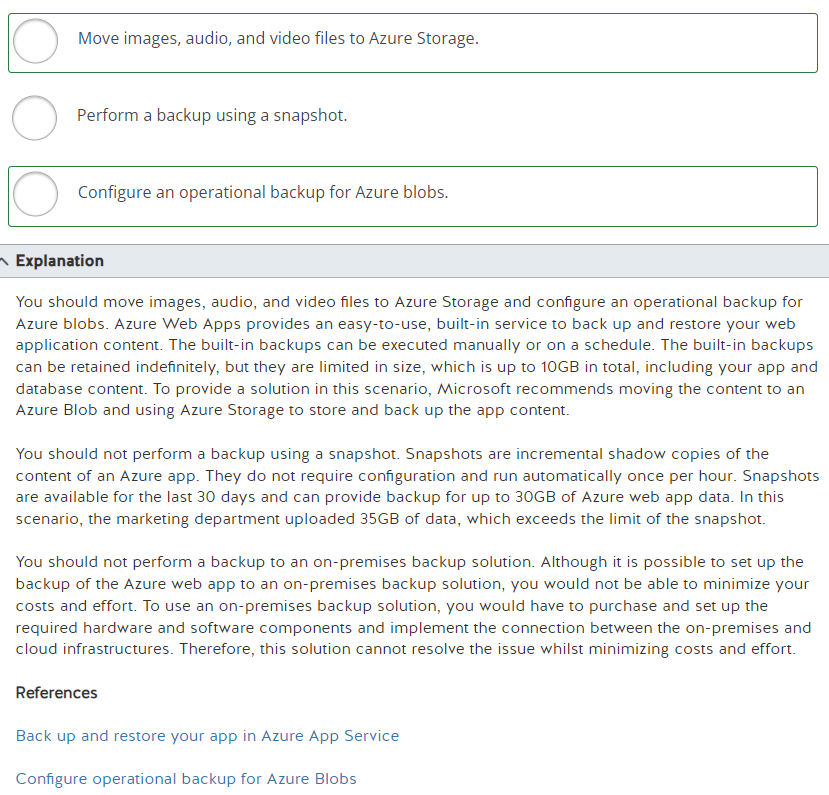 Move images, audio, and video files to Azure Storage.
Perform a backup using a snapshot.
Configure an operational backup for Azure blobs.
Explanation
You should move images, audio, and video files to Azure Storage and configure an operational backup for
Azure blobs. Azure Web Apps provides an easy-to-use, built-in service to back up and restore your web
application content. The built-in backups can be executed manually or on a schedule. The built-in backups
can be retained indefinitely, but they are limited in size, which is up to 10GB in total, including your app and
database content. To provide a solution in this scenario, Microsoft recommends moving the content to an
Azure Blob and using Azure Storage to store and back up the app content.
You should not perform a backup using a snapshot. Snapshots are incremental shadow copies of the
content of an Azure app. They do not require configuration and run automatically once per hour. Snapshots
are available for the last 30 days and can provide backup for up to 30GB of Azure web app data. In this
scenario, the marketing department uploaded 35GB of data, which exceeds the limit of the snapshot.
You should not perform a backup to an on-premises backup solution. Although it is possible to set up the
backup of the Azure web app to an on-premises backup solution, you would not be able to minimize your
costs and effort. To use an on-premises backup solution, you would have to purchase and set up the
required hardware and software components and implement the connection between the on-premises and
cloud infrastructures. Therefore, this solution cannot resolve the issue whilst minimizing costs and effort.
References
Back up and restore your app in Azure App Service
Configure operational backup for Azure Blobs